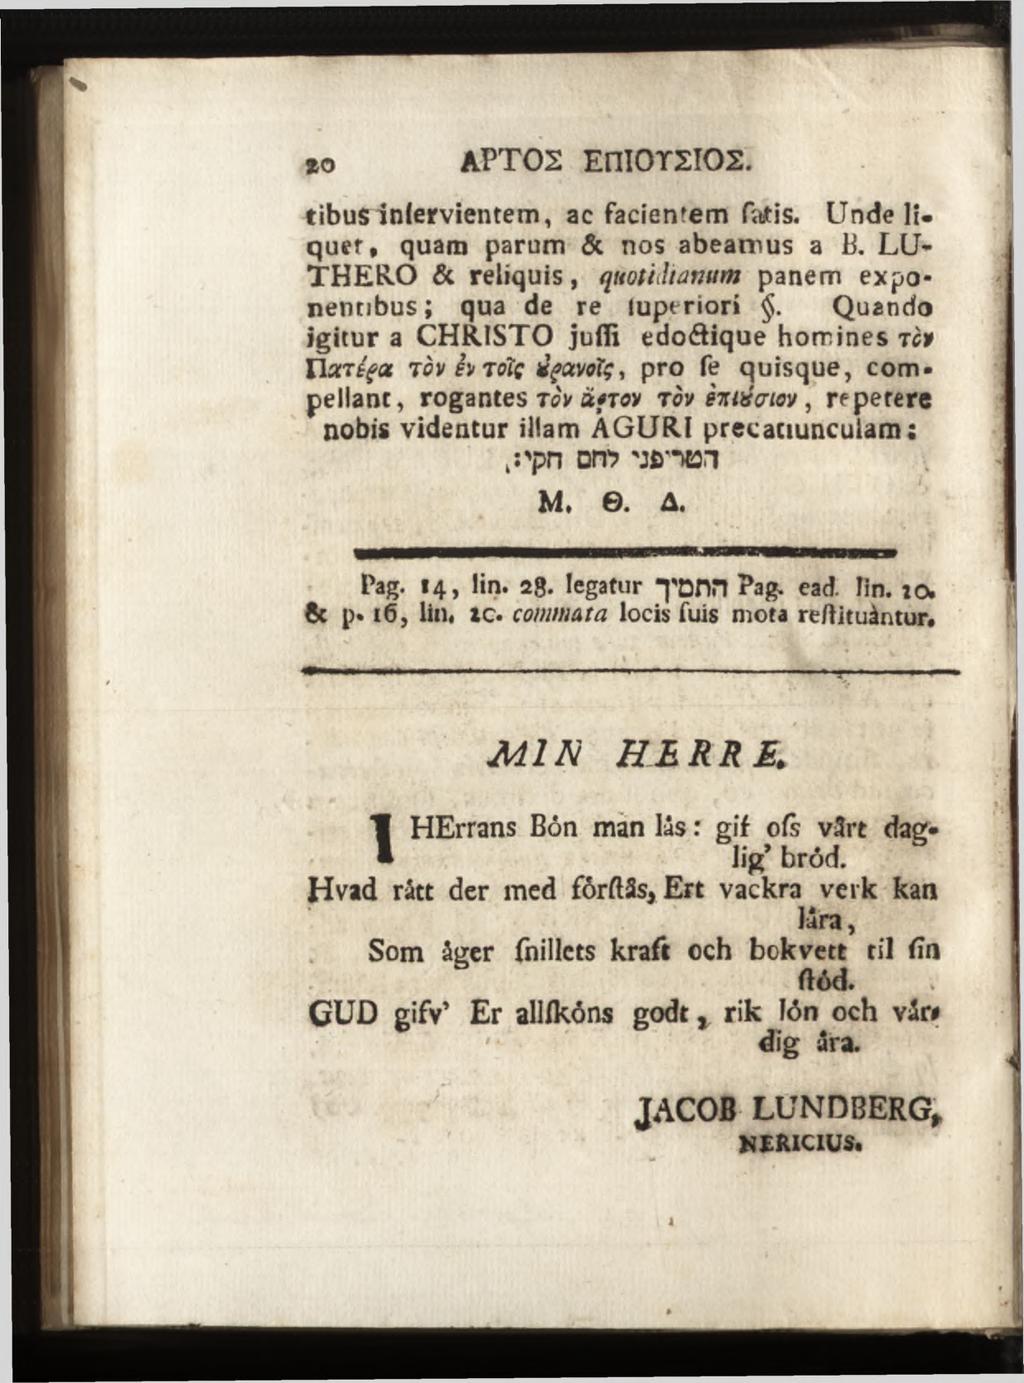 20 ΑΡΤΟΣ ΕΠΙΟΥΣΙΟΣ.
tibus inſervientem, ac facientem ſatis. Unde li-
quet, quam parum & nos abeamus a B. LU-
THERO & reliquis, quotidianum panem expo-
nentibus; qua de re ſuperiori §. Quando
igitur a CHRISTO juſſi edoctique homines τὸν
Πατέρα τὸν ἐν τοῖς ȣ̓ρανοῖς, pro ſe quisque, com-
pellant, rogantes τὸν ἄρτον τὸν ἐπιȣ́σιον, repetere
nobis videntur illam AGURI precatiunculam:
הטריפני לחם חקי׃
M. Θ. Δ.
Pag. 14, lin. 28. legatur התמיך Pag. ead. lin. 10.
& p. 16, lin. 10. commata locis ſuis mota reſtituàntur.
MIN HERRE.
I HErrans Bön man läs: gif oſs vårt dag-
lig' bröd.
Hvad rätt der med förſtås, Ert vackra verk kan
lära,
Som äger ſnillets kraft och bokvett til ſin
ſtöd.
GUD gifv' Er allſköns godt, rik lön och vär-
dig ära.
JACOB LUNDBERG,
NERICIUS.